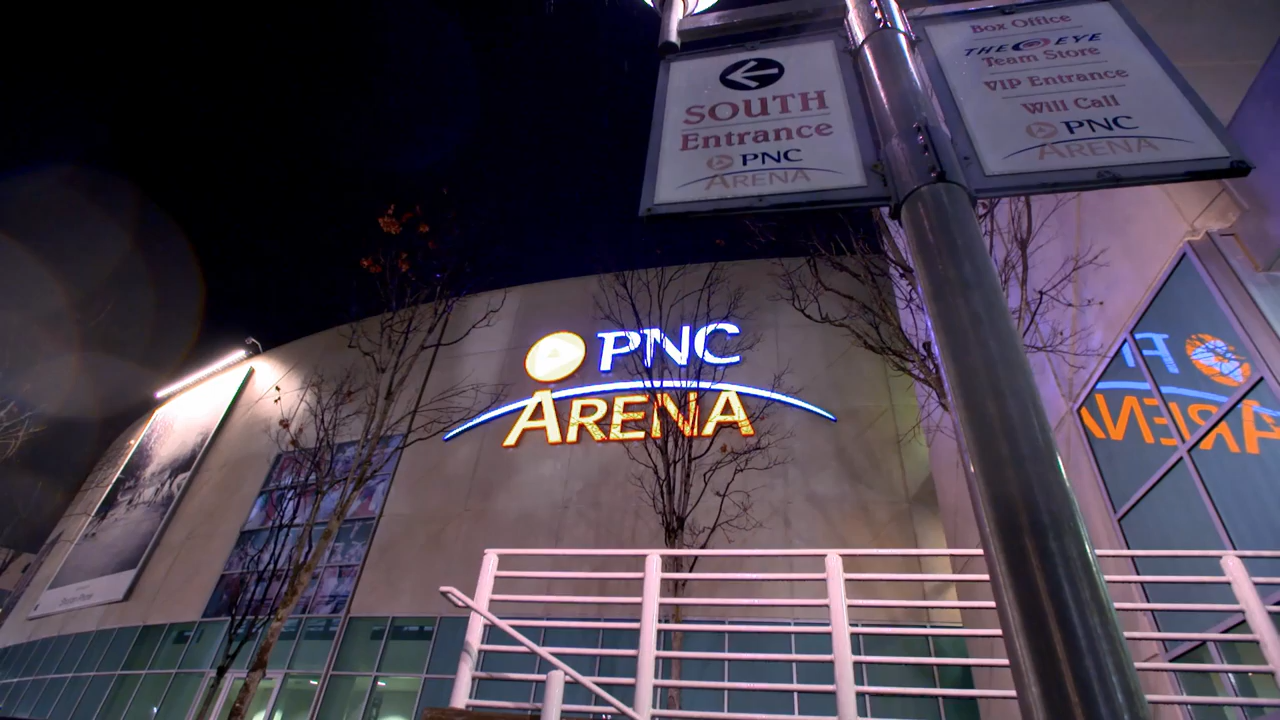 SOUTH
Entrance
PNC
ARENA
Box Office
THE EYE
Team Store
VIP Entrance
Will Call
PNC
ARENA
PNC
ARENA
P
ARENA